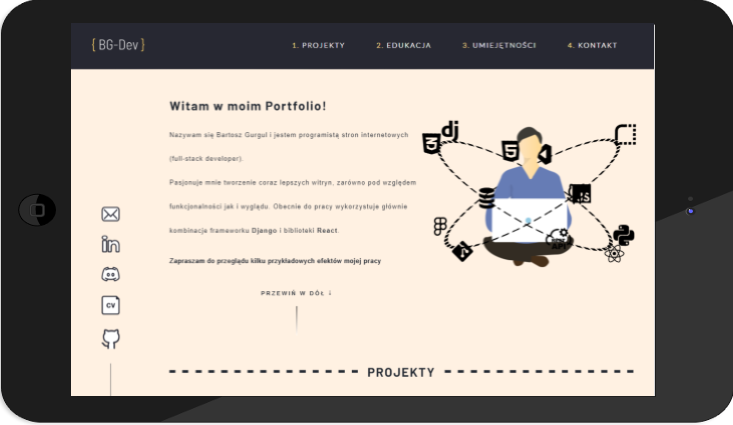 { BG-Dev }
1. PROJEKTY 2. EDUKACJA 3. UMIEJĘTNOŚCI 4. KONTAKT
Witam w moim Portfolio!
Nazywam się Bartosz Gurgul i jestem programistą stron internetowych
(full-stack developer).
Pasjonuje mnie tworzenie coraz lepszych witryn, zarówno pod względem
funkcjonalności jak i wyglądu. Obecnie do pracy wykorzystuje głównie
kombinacje frameworku Django i biblioteki React.
Zapraszam do przeglądu kilku przykładowych efektów mojej pracy
PRZEWIŃ W DÓŁ ↓
dj
JS
API
in
CV
PROJEKTY